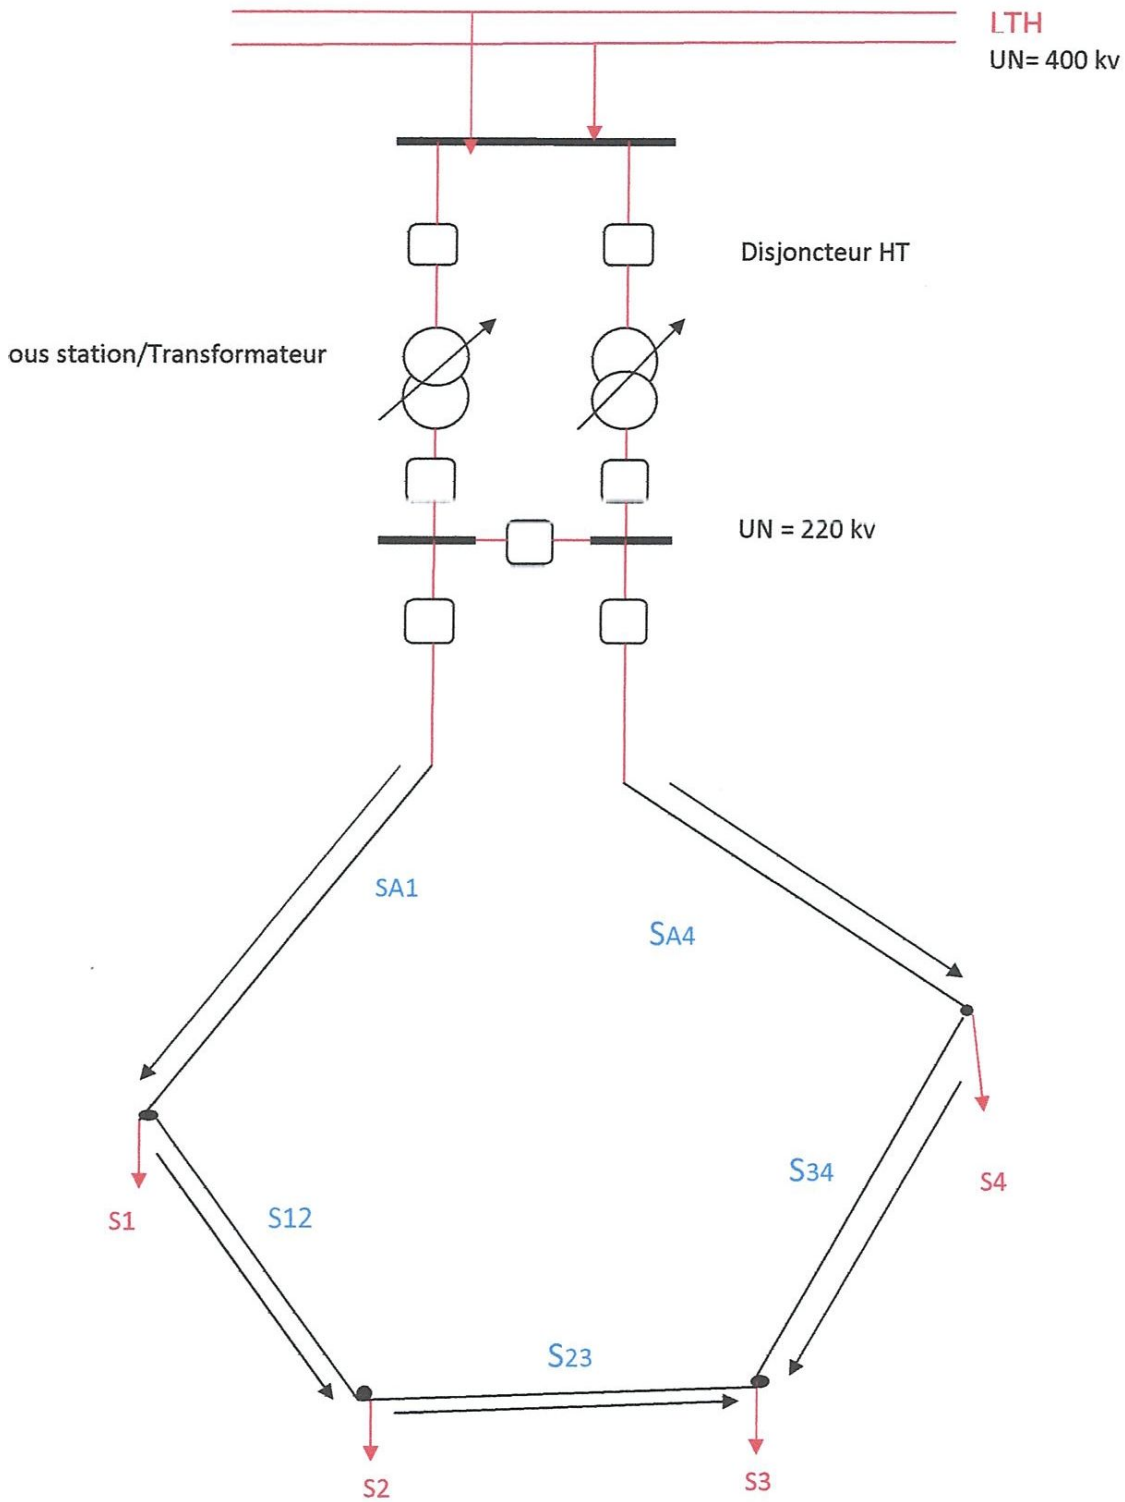 LTH
UN= 400 kv
Disjoncteur HT
ous station/Transformateur
UN = 220 kv
SA1
SA4
S34
S4
S1
S12
S23
S2
S3